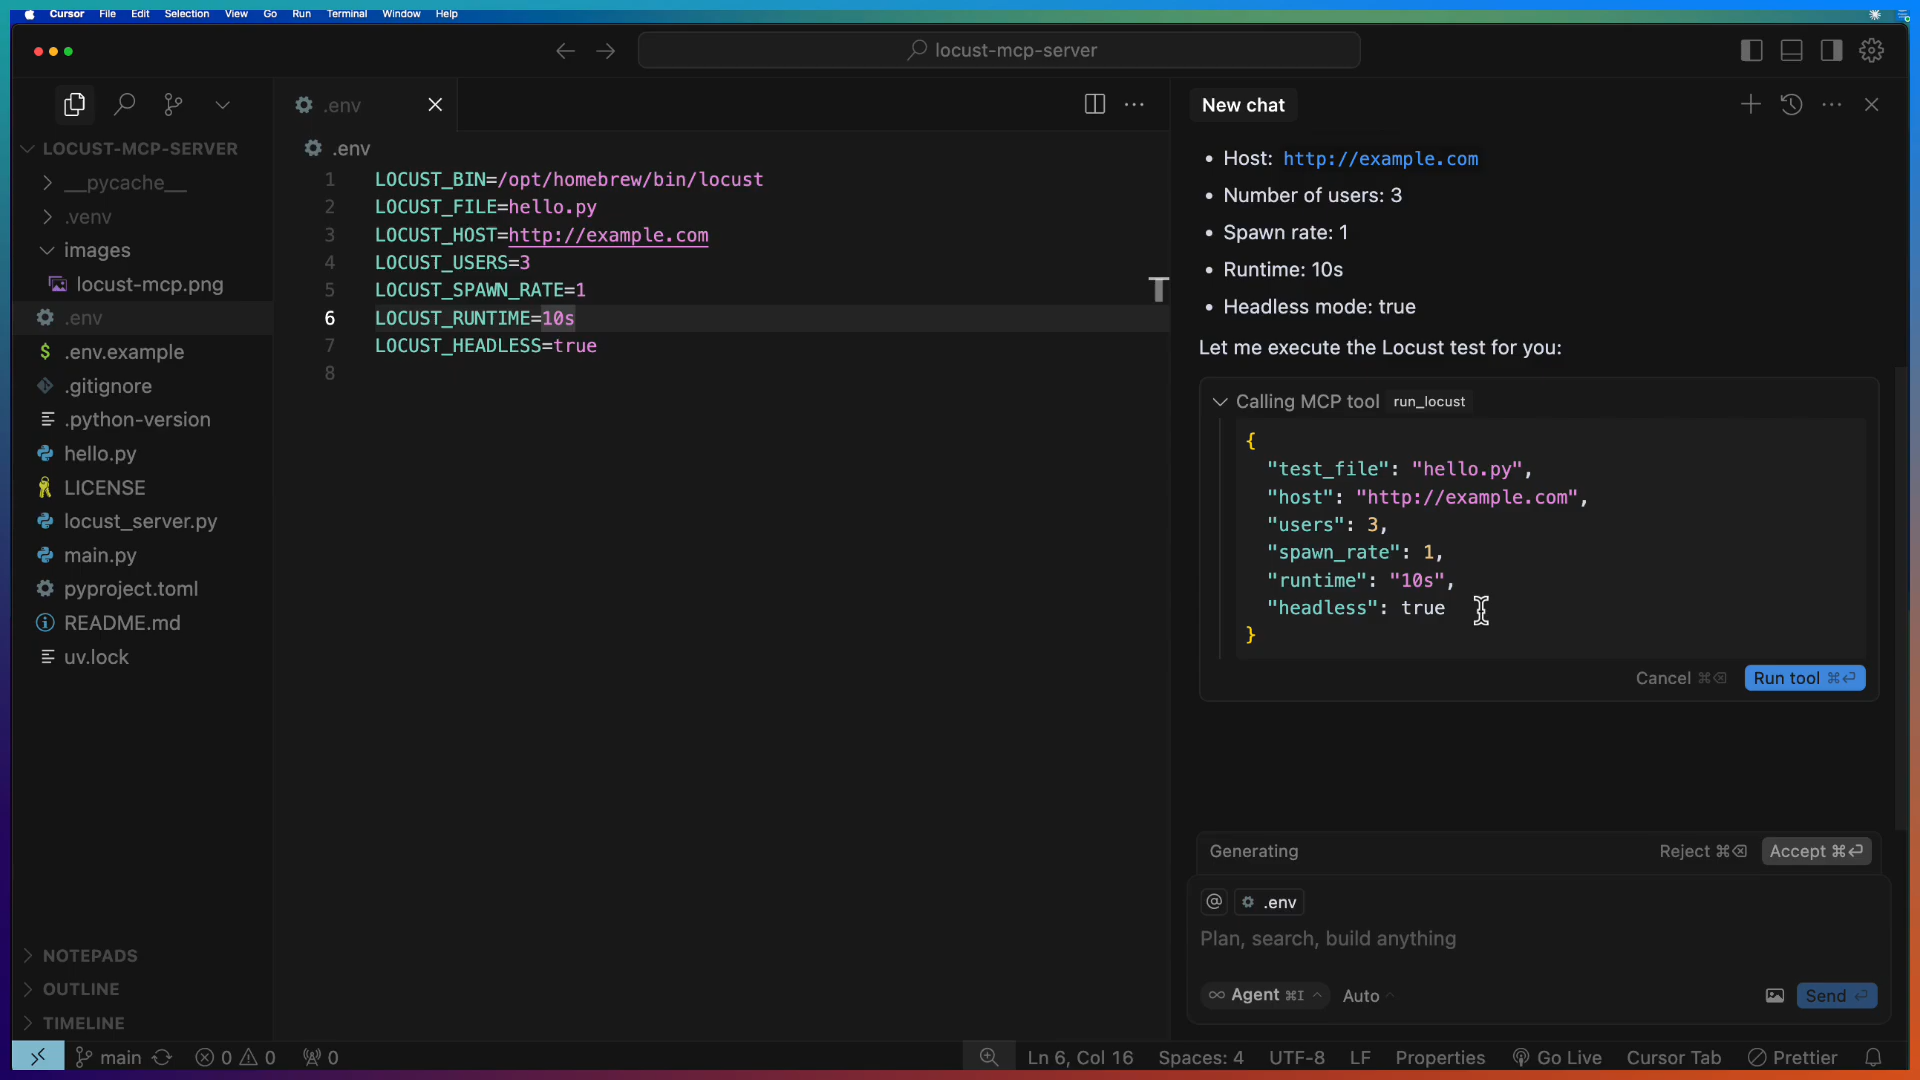 Cursor File Edit Selection View Go Run Terminal Window Help
locust-mcp-server
.env
New chat
LOCUST-MCP-SERVER
__pycache__
.venv
images
locust-mcp.png
.env
.env.example
.gitignore
.python-version
hello.py
LICENSE
locust_server.py
main.py
pyproject.toml
README.md
uv.lock
NOTEPADS
OUTLINE
TIMELINE
.env
1 LOCUST_BIN=/opt/homebrew/bin/locust
2 LOCUST_FILE=hello.py
3 LOCUST_HOST=http://example.com
4 LOCUST_USERS=3
5 LOCUST_SPAWN_RATE=1
6 LOCUST_RUNTIME=10s
7 LOCUST_HEADLESS=true
8
• Host: http://example.com
• Number of users: 3
• Spawn rate: 1
• Runtime: 10s
• Headless mode: true
Let me execute the Locust test for you:
Calling MCP tool run_locust
{
"test_file": "hello.py",
"host": "http://example.com",
"users": 3,
"spawn_rate": 1,
"runtime": "10s",
"headless": true
}
Cancel ⌘⌫ Run tool ⌘⏎
Generating Reject ⌘⌫ Accept ⌘⏎
@ .env
Plan, search, build anything
∞ Agent ⌘I Auto Send ⏎
main 0 0 0 Ln 6, Col 16 Spaces: 4 UTF-8 LF Properties Go Live Cursor Tab Prettier